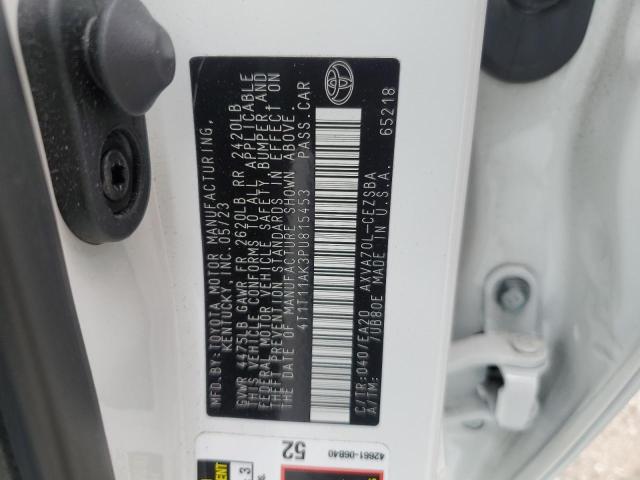 MFD.BY:TOYOTA MOTOR MANUFACTURING,
KENTUCKY, INC. 05/23
GVWR 4475LB GAWR FR 2620LB RR 2420LB
THIS VEHICLE CONFORMS TO ALL APPLICABLE
FEDERAL MOTOR VEHICLE SAFETY, BUMPER, AND
THEFT PREVENTION STANDARDS IN EFFECT ON
THE DATE OF MANUFACTURE SHOWN ABOVE.
4T1T11AK3PU815453 PASS.CAR
C/TR:040/EA20 AXVA70L-CEZSBA
A/TM: /UB80E MADE IN U.S.A.
65218
52
42661-06B40